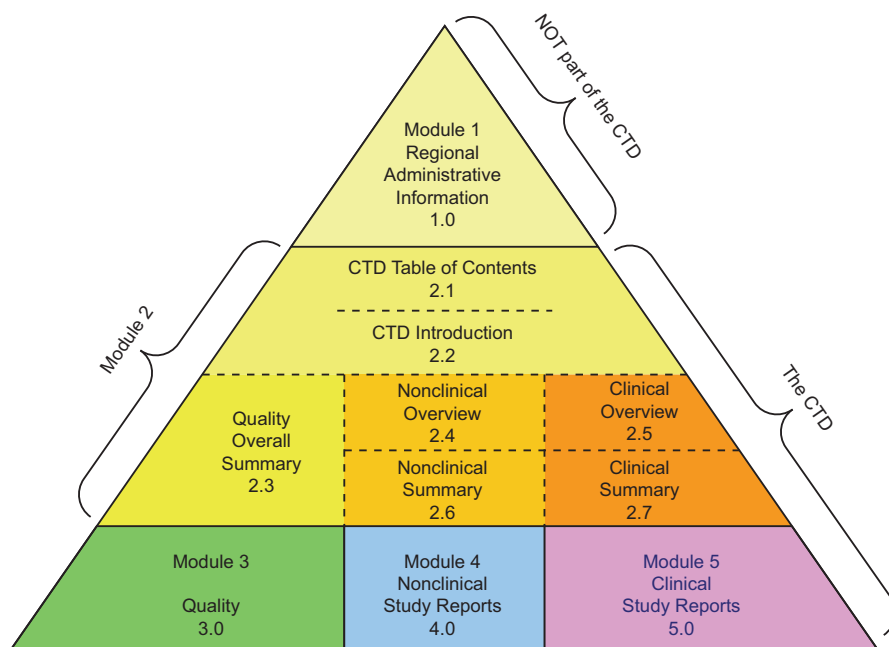 NOT part of the CTD
Module 1
Regional
Administrative
Information
1.0
Module 2
CTD Table of Contents
2.1
CTD Introduction
2.2
The CTD
Quality
Overall
Summary
2.3
Nonclinical
Overview
2.4
Clinical
Overview
2.5
Nonclinical
Summary
2.6
Clinical
Summary
2.7
Module 3
Quality
3.0
Module 4
Nonclinical
Study Reports
4.0
Module 5
Clinical
Study Reports
5.0